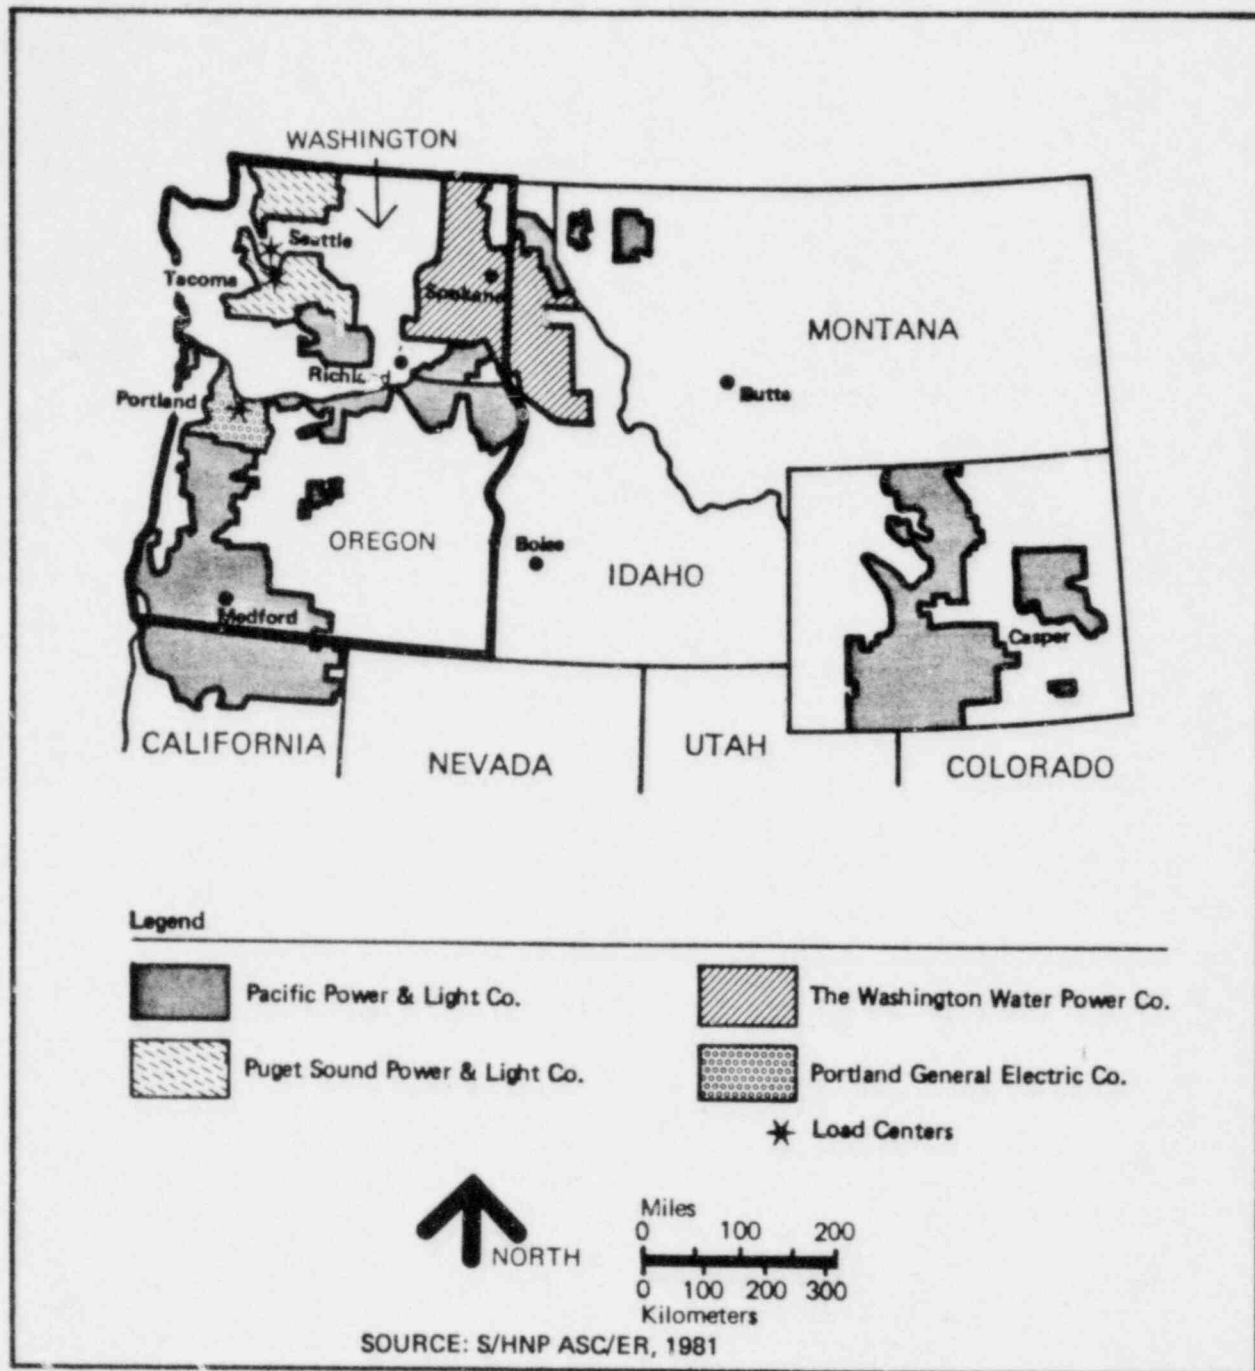 WASHINGTON
Seattle
Tacoma
Spokane
MONTANA
Richland
Butte
Portland
OREGON
Boise
IDAHO
Medford
Casper
CALIFORNIA
NEVADA
UTAH
COLORADO
Legend
Pacific Power & Light Co.
The Washington Water Power Co.
Puget Sound Power & Light Co.
Portland General Electric Co.
Load Centers
NORTH
Miles
0 100 200
0 100 200 300
Kilometers
SOURCE: S/HNP ASC/ER, 1981